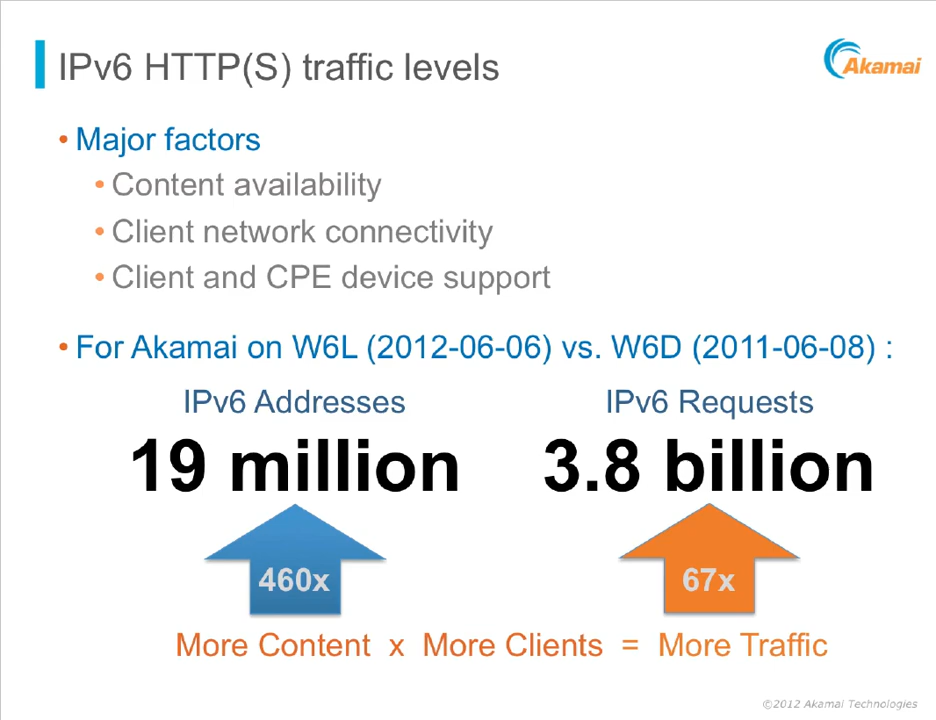 IPv6 HTTP(S) traffic levels
Akamai
• Major factors
• Content availability
• Client network connectivity
• Client and CPE device support
• For Akamai on W6L (2012-06-06) vs. W6D (2011-06-08) :
IPv6 Addresses
IPv6 Requests
19 million
3.8 billion
460x
67x
More Content x More Clients = More Traffic
©2012 Akamai Technologies